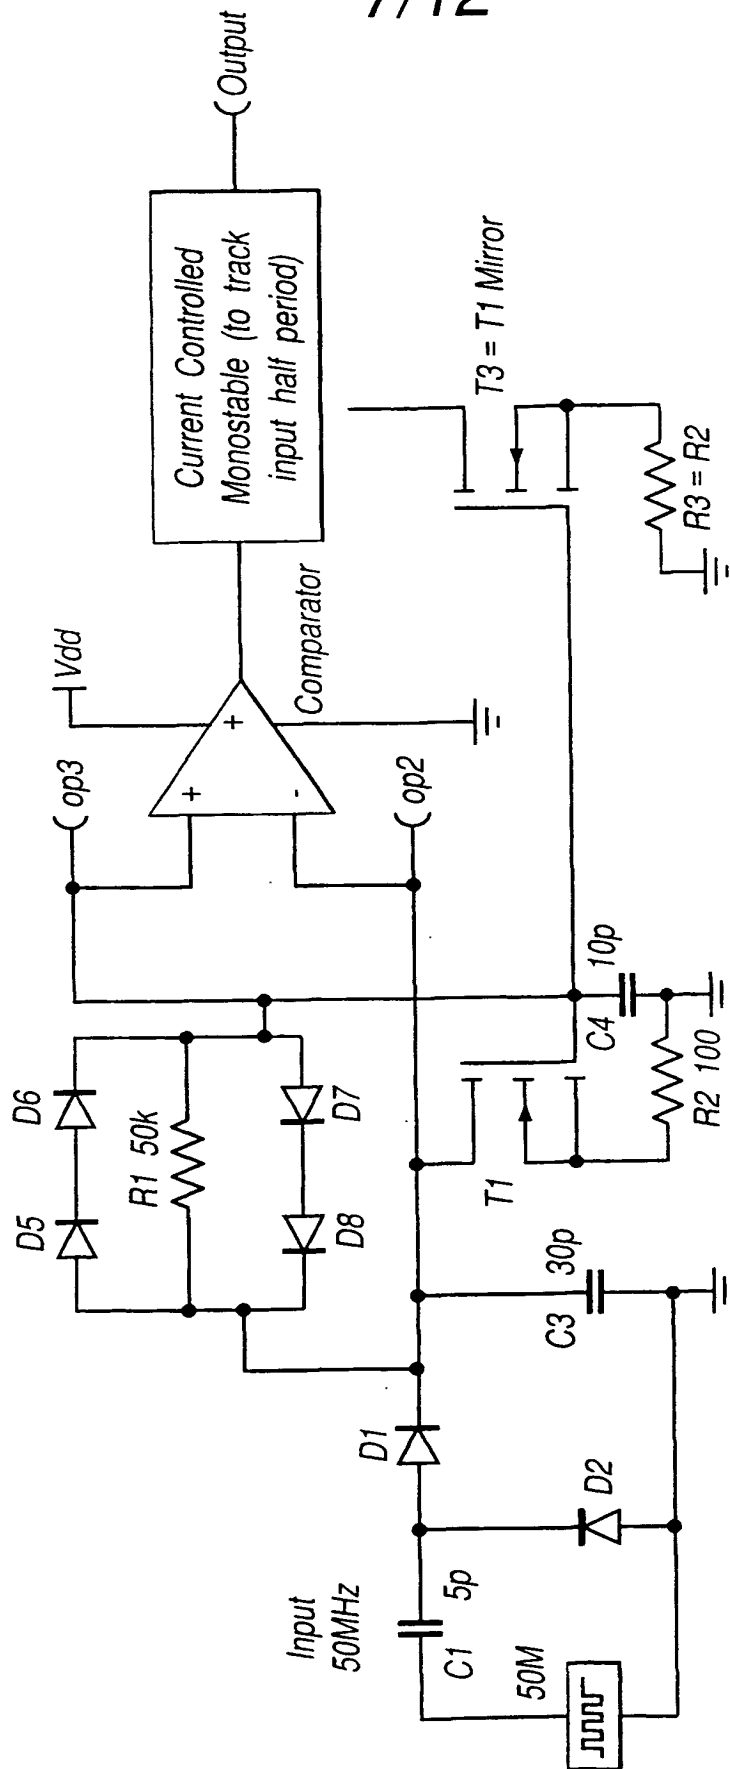 7/12
Input
50MHz
C1
5p
50M
D1
D2
C3
30p
D5
D6
R1 50k
D7
D8
T1
C4
10p
R2 100
op3
op2
Vdd
+
-
+
Comparator
Current Controlled
Monostable (to track
input half period)
Output
T3 = T1 Mirror
R3 = R2